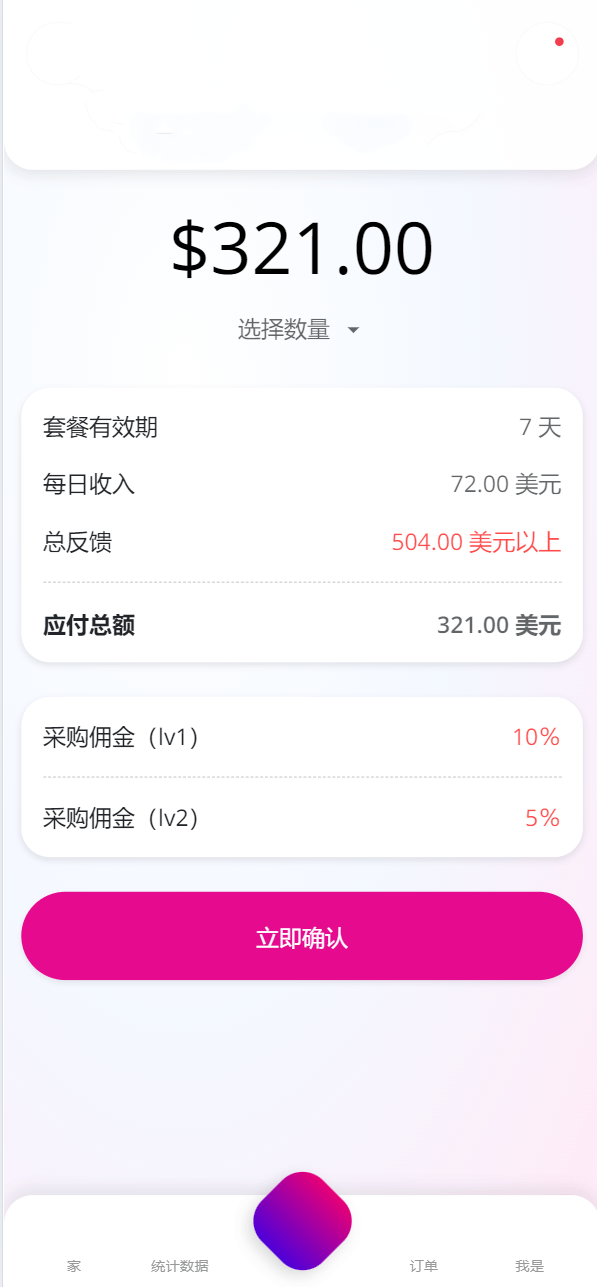 $321.00
选择数量
套餐有效期 7 天
每日收入 72.00 美元
总反馈 504.00 美元以上
应付总额 321.00 美元
采购佣金（lv1） 10%
采购佣金（lv2） 5%
立即确认
家 统计数据 订单 我是